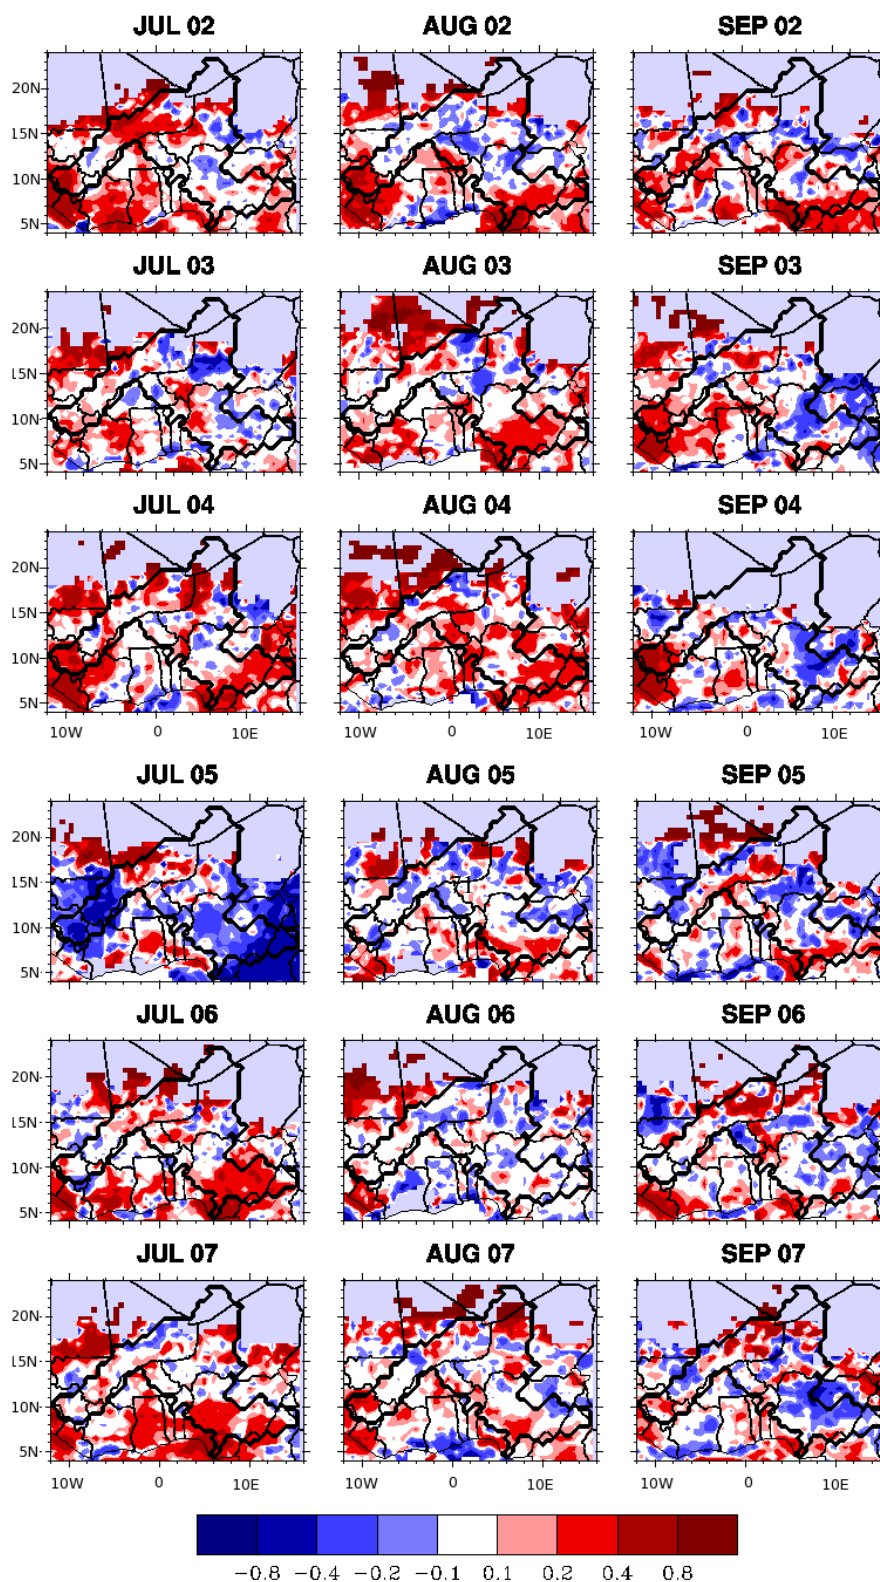 JUL 02 AUG 02 SEP 02
20N
15N
10N
5N
JUL 03 AUG 03 SEP 03
20N
15N
10N
5N
JUL 04 AUG 04 SEP 04
20N
15N
10N
5N
10W 0 10E 10W 0 10E 10W 0 10E
JUL 05 AUG 05 SEP 05
20N
15N
10N
5N
JUL 06 AUG 06 SEP 06
20N
15N
10N
5N
JUL 07 AUG 07 SEP 07
20N
15N
10N
5N
10W 0 10E 10W 0 10E 10W 0 10E
-0.8 -0.4 -0.2 -0.1 0.1 0.2 0.4 0.8